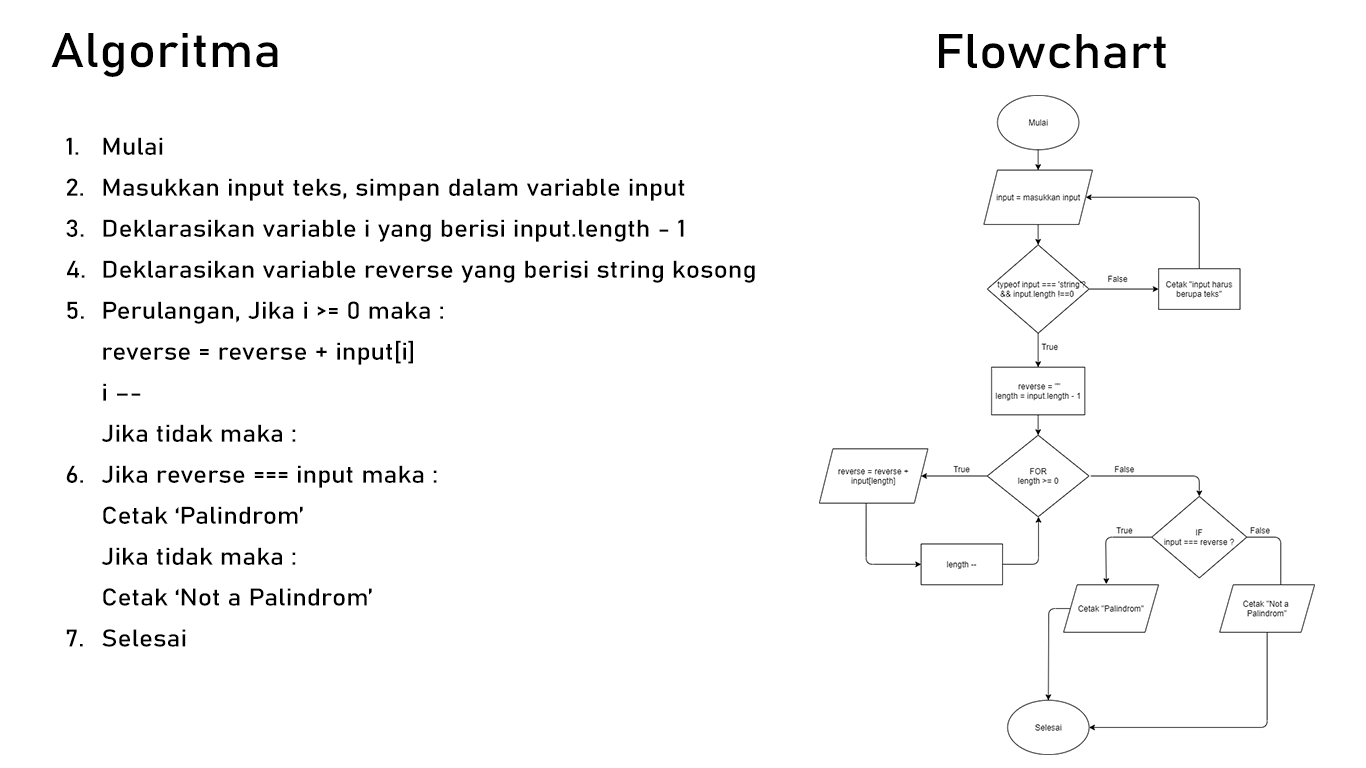 Algoritma
1. Mulai
2. Masukkan input teks, simpan dalam variable input
3. Deklarasikan variable i yang berisi input.length - 1
4. Deklarasikan variable reverse yang berisi string kosong
5. Perulangan, Jika i >= 0 maka :
reverse = reverse + input[i]
i --
Jika tidak maka :
6. Jika reverse === input maka :
Cetak ‘Palindrom’
Jika tidak maka :
Cetak ‘Not a Palindrom’
7. Selesai
Flowchart
Mulai
input = masukkan input
typeof input === 'string'?
&& input.length !==0
False
Cetak "input harus
berupa teks"
True
reverse = ""
length = input.length - 1
FOR
length >= 0
True
reverse = reverse +
input[length]
length --
False
IF
input === reverse ?
True
Cetak "Palindrom"
False
Cetak "Not a
Palindrom"
Selesai